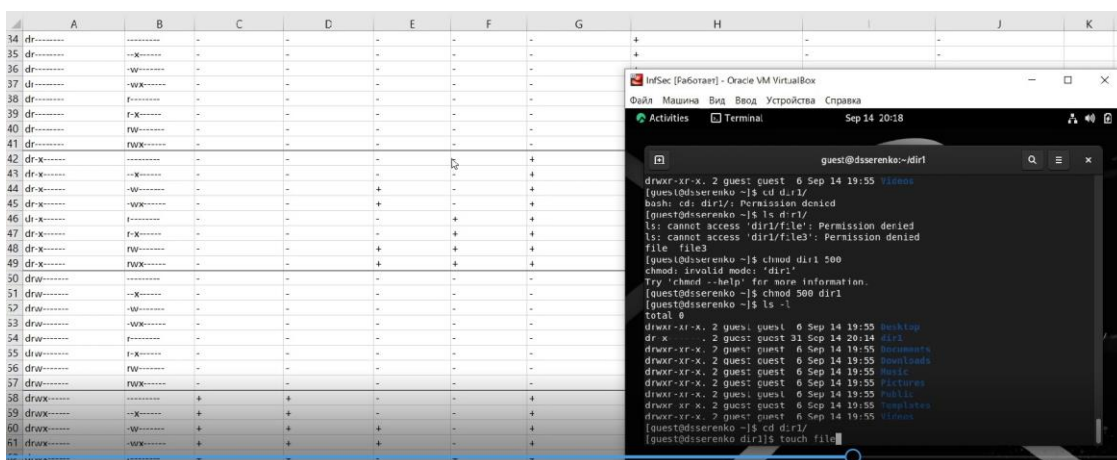 A B C D E F G H I J K
34 dr-------- --------- - - - - - + - -
35 dr-------- --x------ - - - - - + - -
36 dr-------- -w------- - - - - -
37 dr-------- -wx------ - - - - -
38 dr-------- r-------- - - - - -
39 dr-------- r-x------ - - - - -
40 dr-------- rw------- - - - - -
41 dr-------- rwx------ - - - - -
42 dr-x------ --------- - - - - +
43 dr-x------ --x------ - - - - +
44 dr-x------ -w------- - - + - +
45 dr-x------ -wx------ - - + - +
46 dr-x------ r-------- - - - + +
47 dr-x------ r-x------ - - - + +
48 dr-x------ rw------- - - + + +
49 dr-x------ rwx------ - - + + +
50 drw------- --------- - - - - -
51 drw------- --x------ - - - - -
52 drw------- -w------- - - - - -
53 drw------- -wx------ - - - - -
54 drw------- r-------- - - - - -
55 drw------- r-x------ - - - - -
56 drw------- rw------- - - - - -
57 drw------- rwx------ - - - - -
58 drwx------ --------- + + - - +
59 drwx------ --x------ + + - - +
60 drwx------ -w------- + + + - +
61 drwx------ -wx------ + + + - +
InfSec [Работает] - Oracle VM VirtualBox
Файл Машина Вид Ввод Устройства Справка
Activities Terminal Sep 14 20:18
guest@dsserenko:~/dir1
drwxr-xr-x. 2 guest guest 6 Sep 14 19:55 Videos
[guest@dsserenko ~]$ cd dir1/
bash: cd: dir1/: Permission denied
[guest@dsserenko ~]$ ls dir1/
ls: cannot access 'dir1/file': Permission denied
ls: cannot access 'dir1/file3': Permission denied
file file3
[guest@dsserenko ~]$ chmod dir1 500
chmod: invalid mode: ‘dir1’
Try 'chmod --help' for more information.
[guest@dsserenko ~]$ chmod 500 dir1
[guest@dsserenko ~]$ ls -l
total 0
drwxr-xr-x. 2 guest guest 6 Sep 14 19:55 Desktop
dr-x------. 2 guest guest 31 Sep 14 20:14 dir1
drwxr-xr-x. 2 guest guest 6 Sep 14 19:55 Documents
drwxr-xr-x. 2 guest guest 6 Sep 14 19:55 Downloads
drwxr-xr-x. 2 guest guest 6 Sep 14 19:55 Music
drwxr-xr-x. 2 guest guest 6 Sep 14 19:55 Pictures
drwxr-xr-x. 2 guest guest 6 Sep 14 19:55 Public
drwxr-xr-x. 2 guest guest 6 Sep 14 19:55 Templates
drwxr-xr-x. 2 guest guest 6 Sep 14 19:55 Videos
[guest@dsserenko ~]$ cd dir1/
[guest@dsserenko dir1]$ touch file